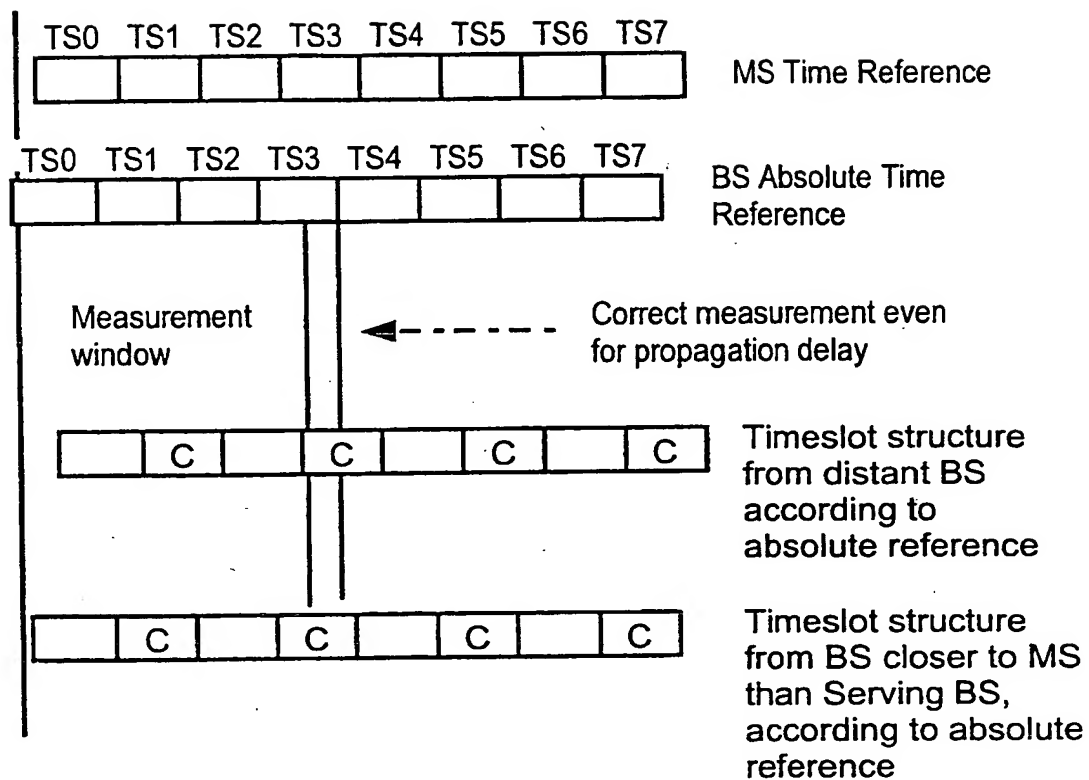 TS0 TS1 TS2 TS3 TS4 TS5 TS6 TS7
MS Time Reference
TS0 TS1 TS2 TS3 TS4 TS5 TS6 TS7
BS Absolute Time
Reference
Measurement
window
Correct measurement even
for propagation delay
C C C C
Timeslot structure
from distant BS
according to
absolute reference
C C C C
Timeslot structure
from BS closer to MS
than Serving BS,
according to absolute
reference